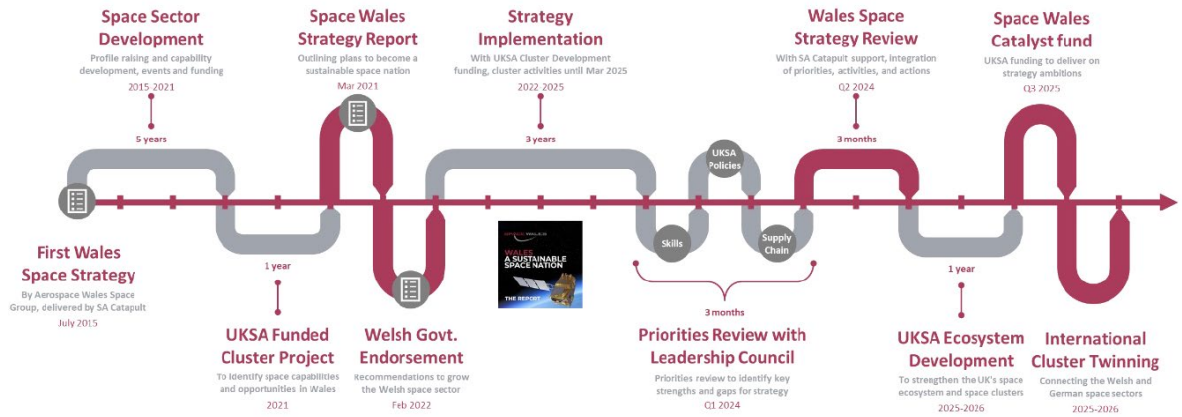 Space Sector
Development
Profile raising and capability
development, events and funding
2015-2021
Space Wales
Strategy Report
Outlining plans to become a
sustainable space nation
Mar 2021
Strategy
Implementation
With UKSA Cluster Development
funding, cluster activities until Mar 2025
2022-2025
Wales Space
Strategy Review
With SA Catapult support, integration
of priorities, activities, and actions
Q2 2024
Space Wales
Catalyst fund
UKSA funding to deliver on
strategy ambitions
Q3 2025
5 years
3 years
3 months
UKSA
Policies
Skills
Supply
Chain
SPACE WALES
WALES
A SUSTAINABLE
SPACE NATION
THE REPORT
1 year
3 months
1 year
First Wales
Space Strategy
By Aerospace Wales Space
Group, delivered by SA Catapult
July 2015
UKSA Funded
Cluster Project
To identify space capabilities
and opportunities in Wales
2021
Welsh Govt.
Endorsement
Recommendations to grow
the Welsh space sector
Feb 2022
Priorities Review with
Leadership Council
Priorities review to identify key
strengths and gaps for strategy
Q1 2024
UKSA Ecosystem
Development
To strengthen the UK's space
ecosystem and space clusters
2025-2026
International
Cluster Twinning
Connecting the Welsh and
German space sectors
2025-2026